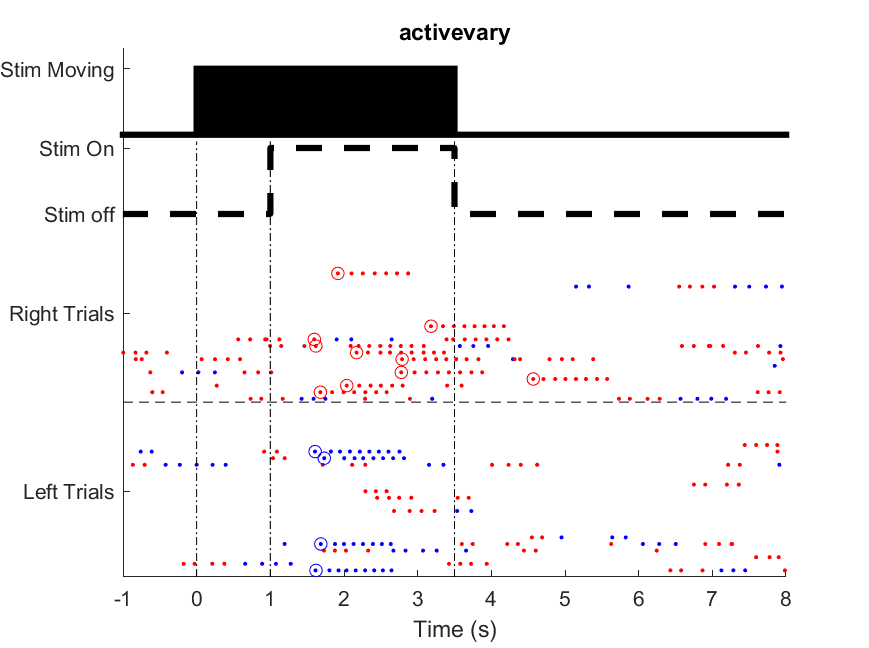 activevary
Stim Moving
Stim On
Stim off
Right Trials
Left Trials
-1 0 1 2 3 4 5 6 7 8
Time (s)